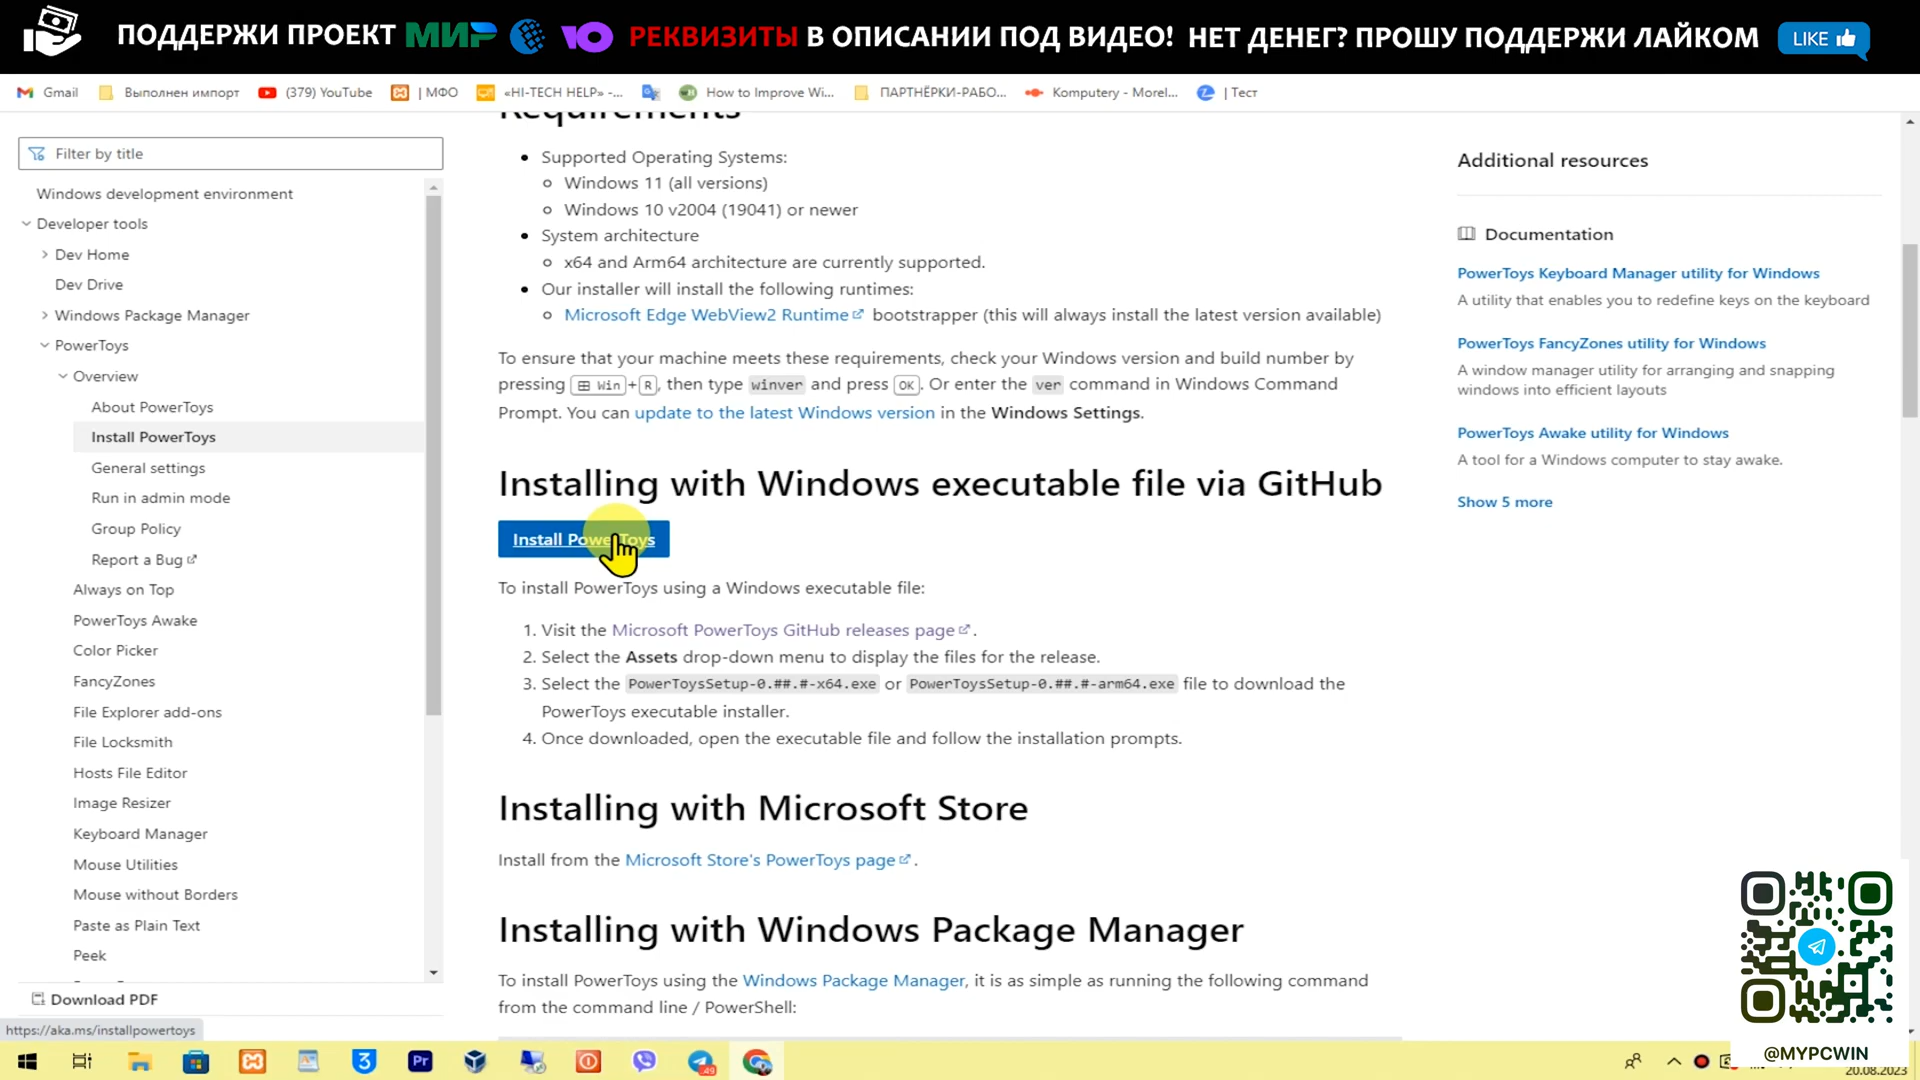 ПОДДЕРЖИ ПРОЕКТ МИР Ю РЕКВИЗИТЫ В ОПИСАНИИ ПОД ВИДЕО! НЕТ ДЕНЕГ? ПРОШУ ПОДДЕРЖИ ЛАЙКОМ LIKE
Gmail Выполнен импорт (379) YouTube | МФО «HI-TECH HELP» -... How to Improve Wi... ПАРТНЁРКИ-РАБО... Komputery - Morel... | Тест
Filter by title
Windows development environment
Developer tools
Dev Home
Dev Drive
Windows Package Manager
PowerToys
Overview
About PowerToys
Install PowerToys
General settings
Run in admin mode
Group Policy
Report a Bug
Always on Top
PowerToys Awake
Color Picker
FancyZones
File Explorer add-ons
File Locksmith
Hosts File Editor
Image Resizer
Keyboard Manager
Mouse Utilities
Mouse without Borders
Paste as Plain Text
Peek
Download PDF
https://aka.ms/installpowertoys
Requirements
Supported Operating Systems:
Windows 11 (all versions)
Windows 10 v2004 (19041) or newer
System architecture
x64 and Arm64 architecture are currently supported.
Our installer will install the following runtimes:
Microsoft Edge WebView2 Runtime bootstrapper (this will always install the latest version available)
To ensure that your machine meets these requirements, check your Windows version and build number by
pressing Win+R, then type winver and press OK. Or enter the ver command in Windows Command
Prompt. You can update to the latest Windows version in the Windows Settings.
Installing with Windows executable file via GitHub
Install PowerToys
To install PowerToys using a Windows executable file:
1. Visit the Microsoft PowerToys GitHub releases page.
2. Select the Assets drop-down menu to display the files for the release.
3. Select the PowerToysSetup-0.##.#-x64.exe or PowerToysSetup-0.##.#-arm64.exe file to download the
PowerToys executable installer.
4. Once downloaded, open the executable file and follow the installation prompts.
Installing with Microsoft Store
Install from the Microsoft Store's PowerToys page.
Installing with Windows Package Manager
To install PowerToys using the Windows Package Manager, it is as simple as running the following command
from the command line / PowerShell:
Additional resources
Documentation
PowerToys Keyboard Manager utility for Windows
A utility that enables you to redefine keys on the keyboard
PowerToys FancyZones utility for Windows
A window manager utility for arranging and snapping
windows into efficient layouts
PowerToys Awake utility for Windows
A tool for a Windows computer to stay awake.
Show 5 more
@MYPCWIN
3 Pr 49
20.08.2023